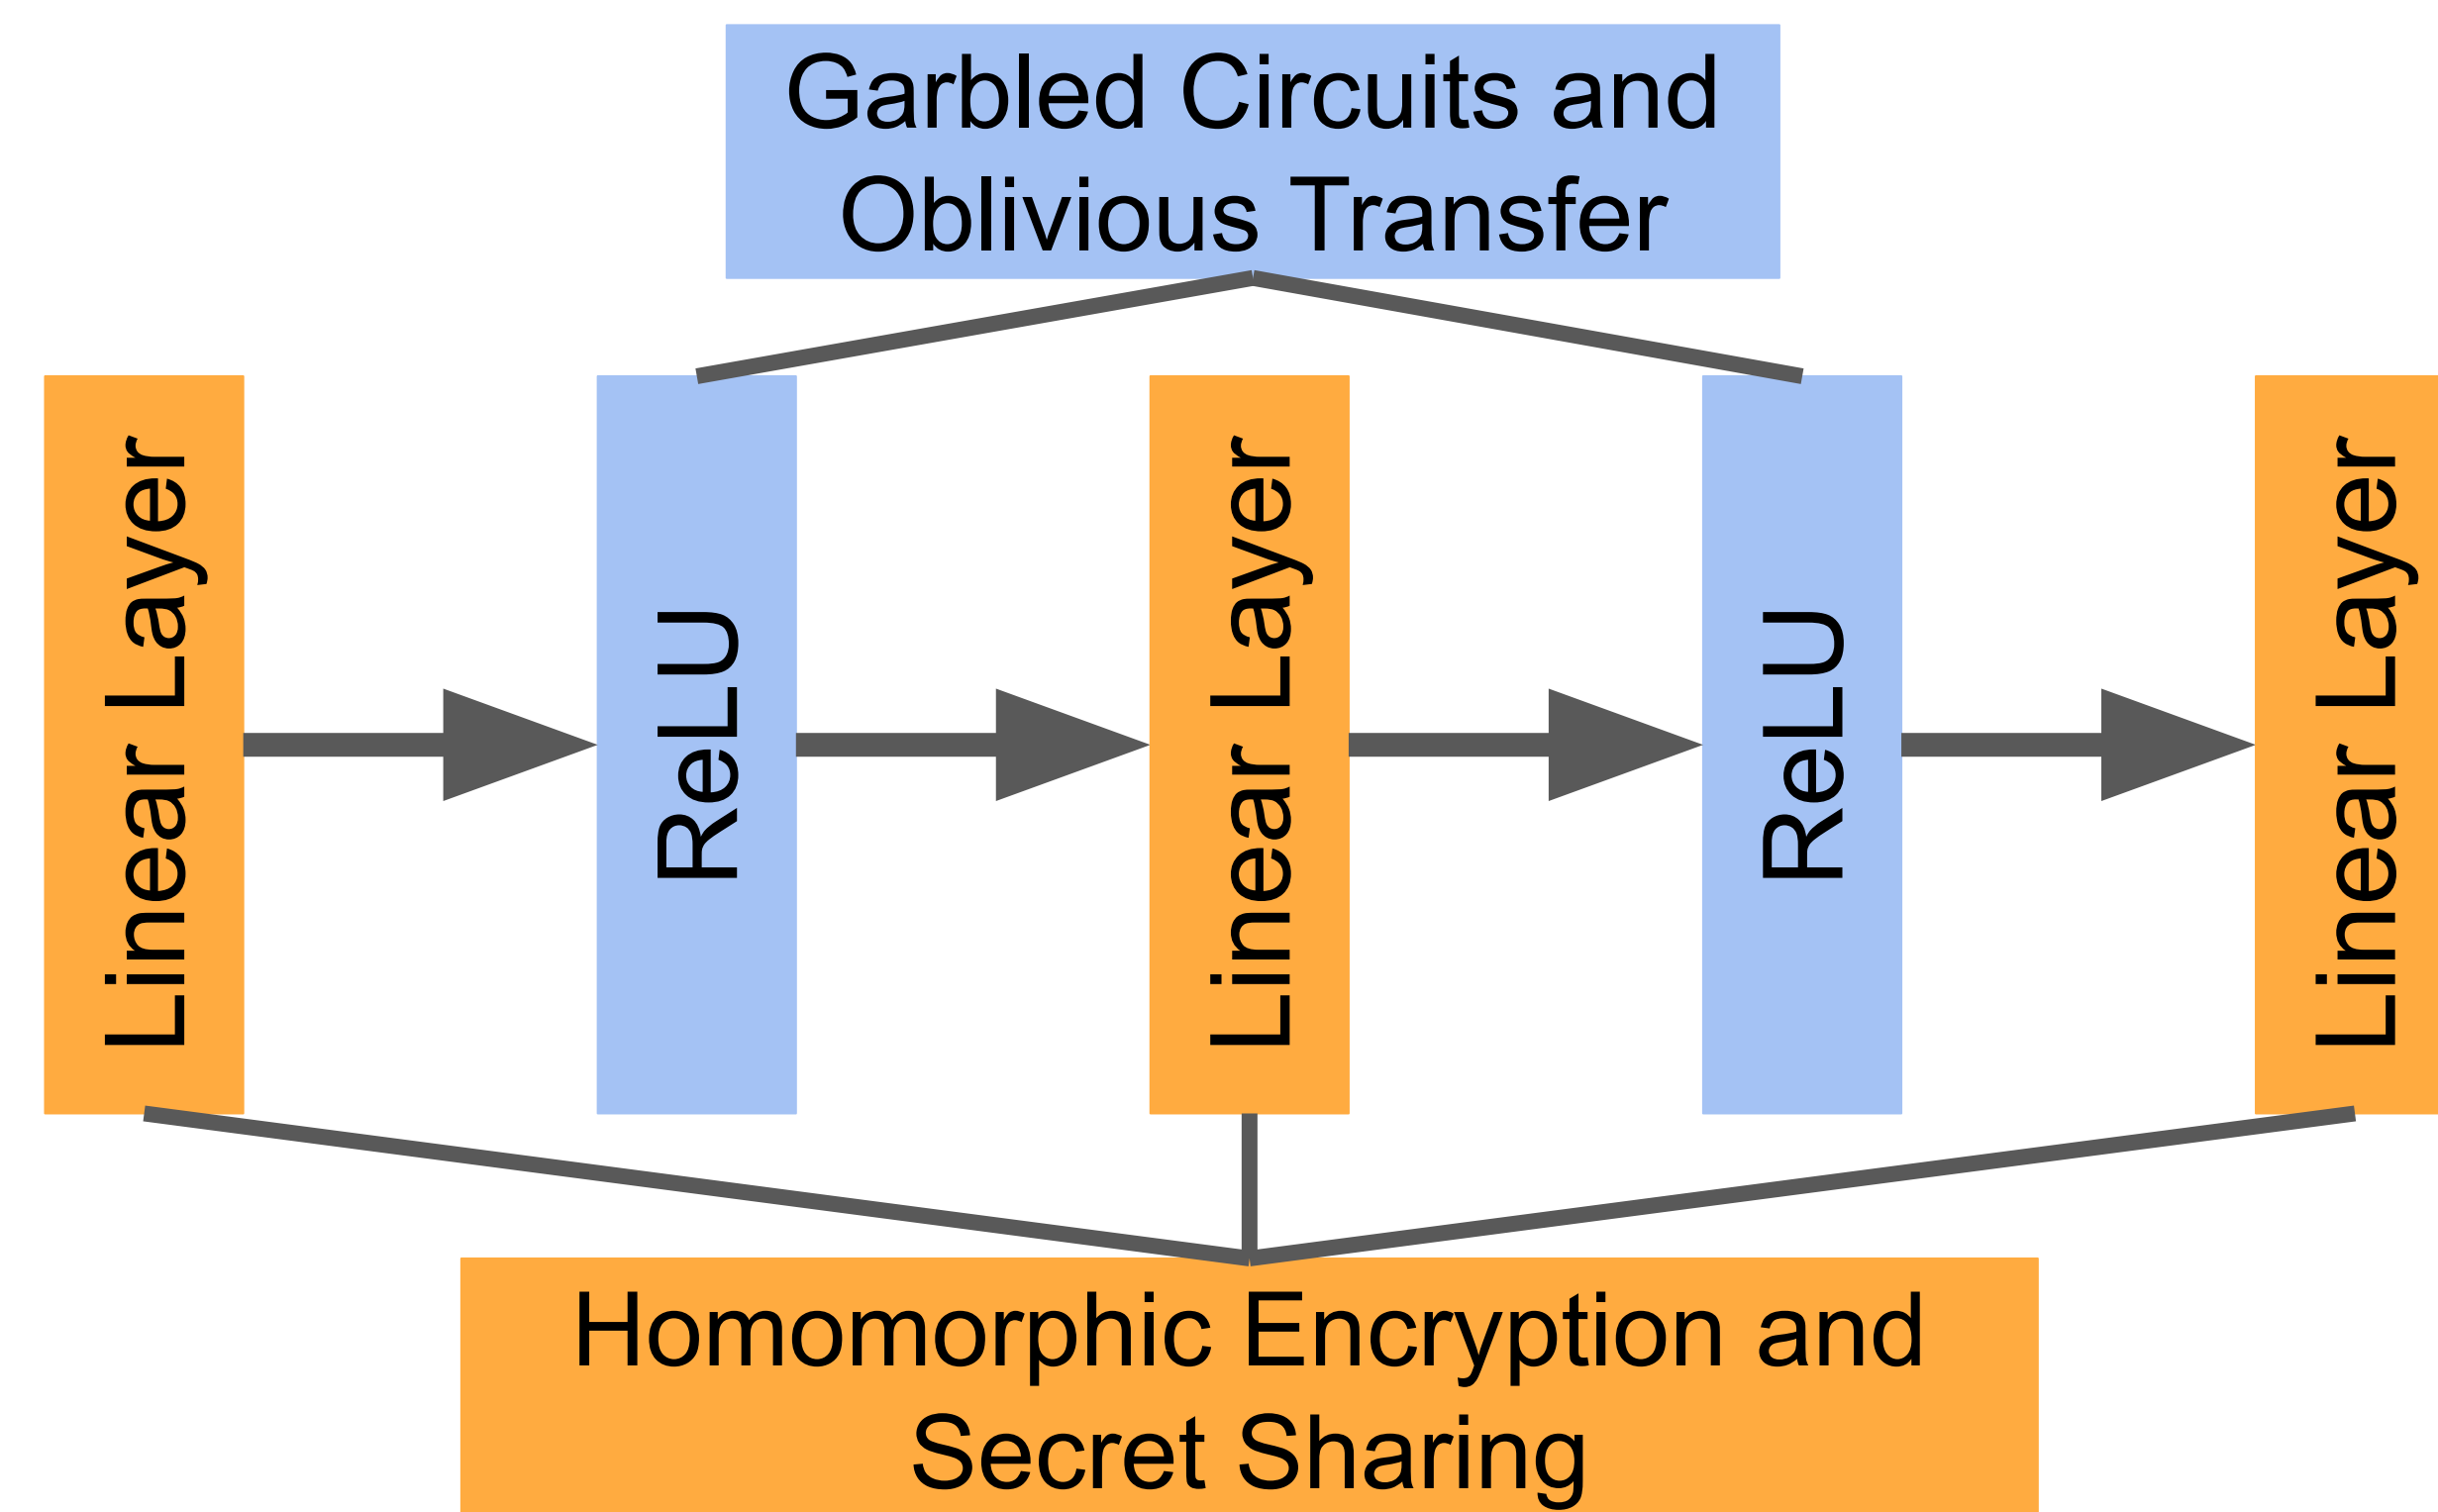 Garbled Circuits and
Oblivious Transfer
Linear Layer
ReLU
Linear Layer
ReLU
Linear Layer
Homomorphic Encryption and
Secret Sharing